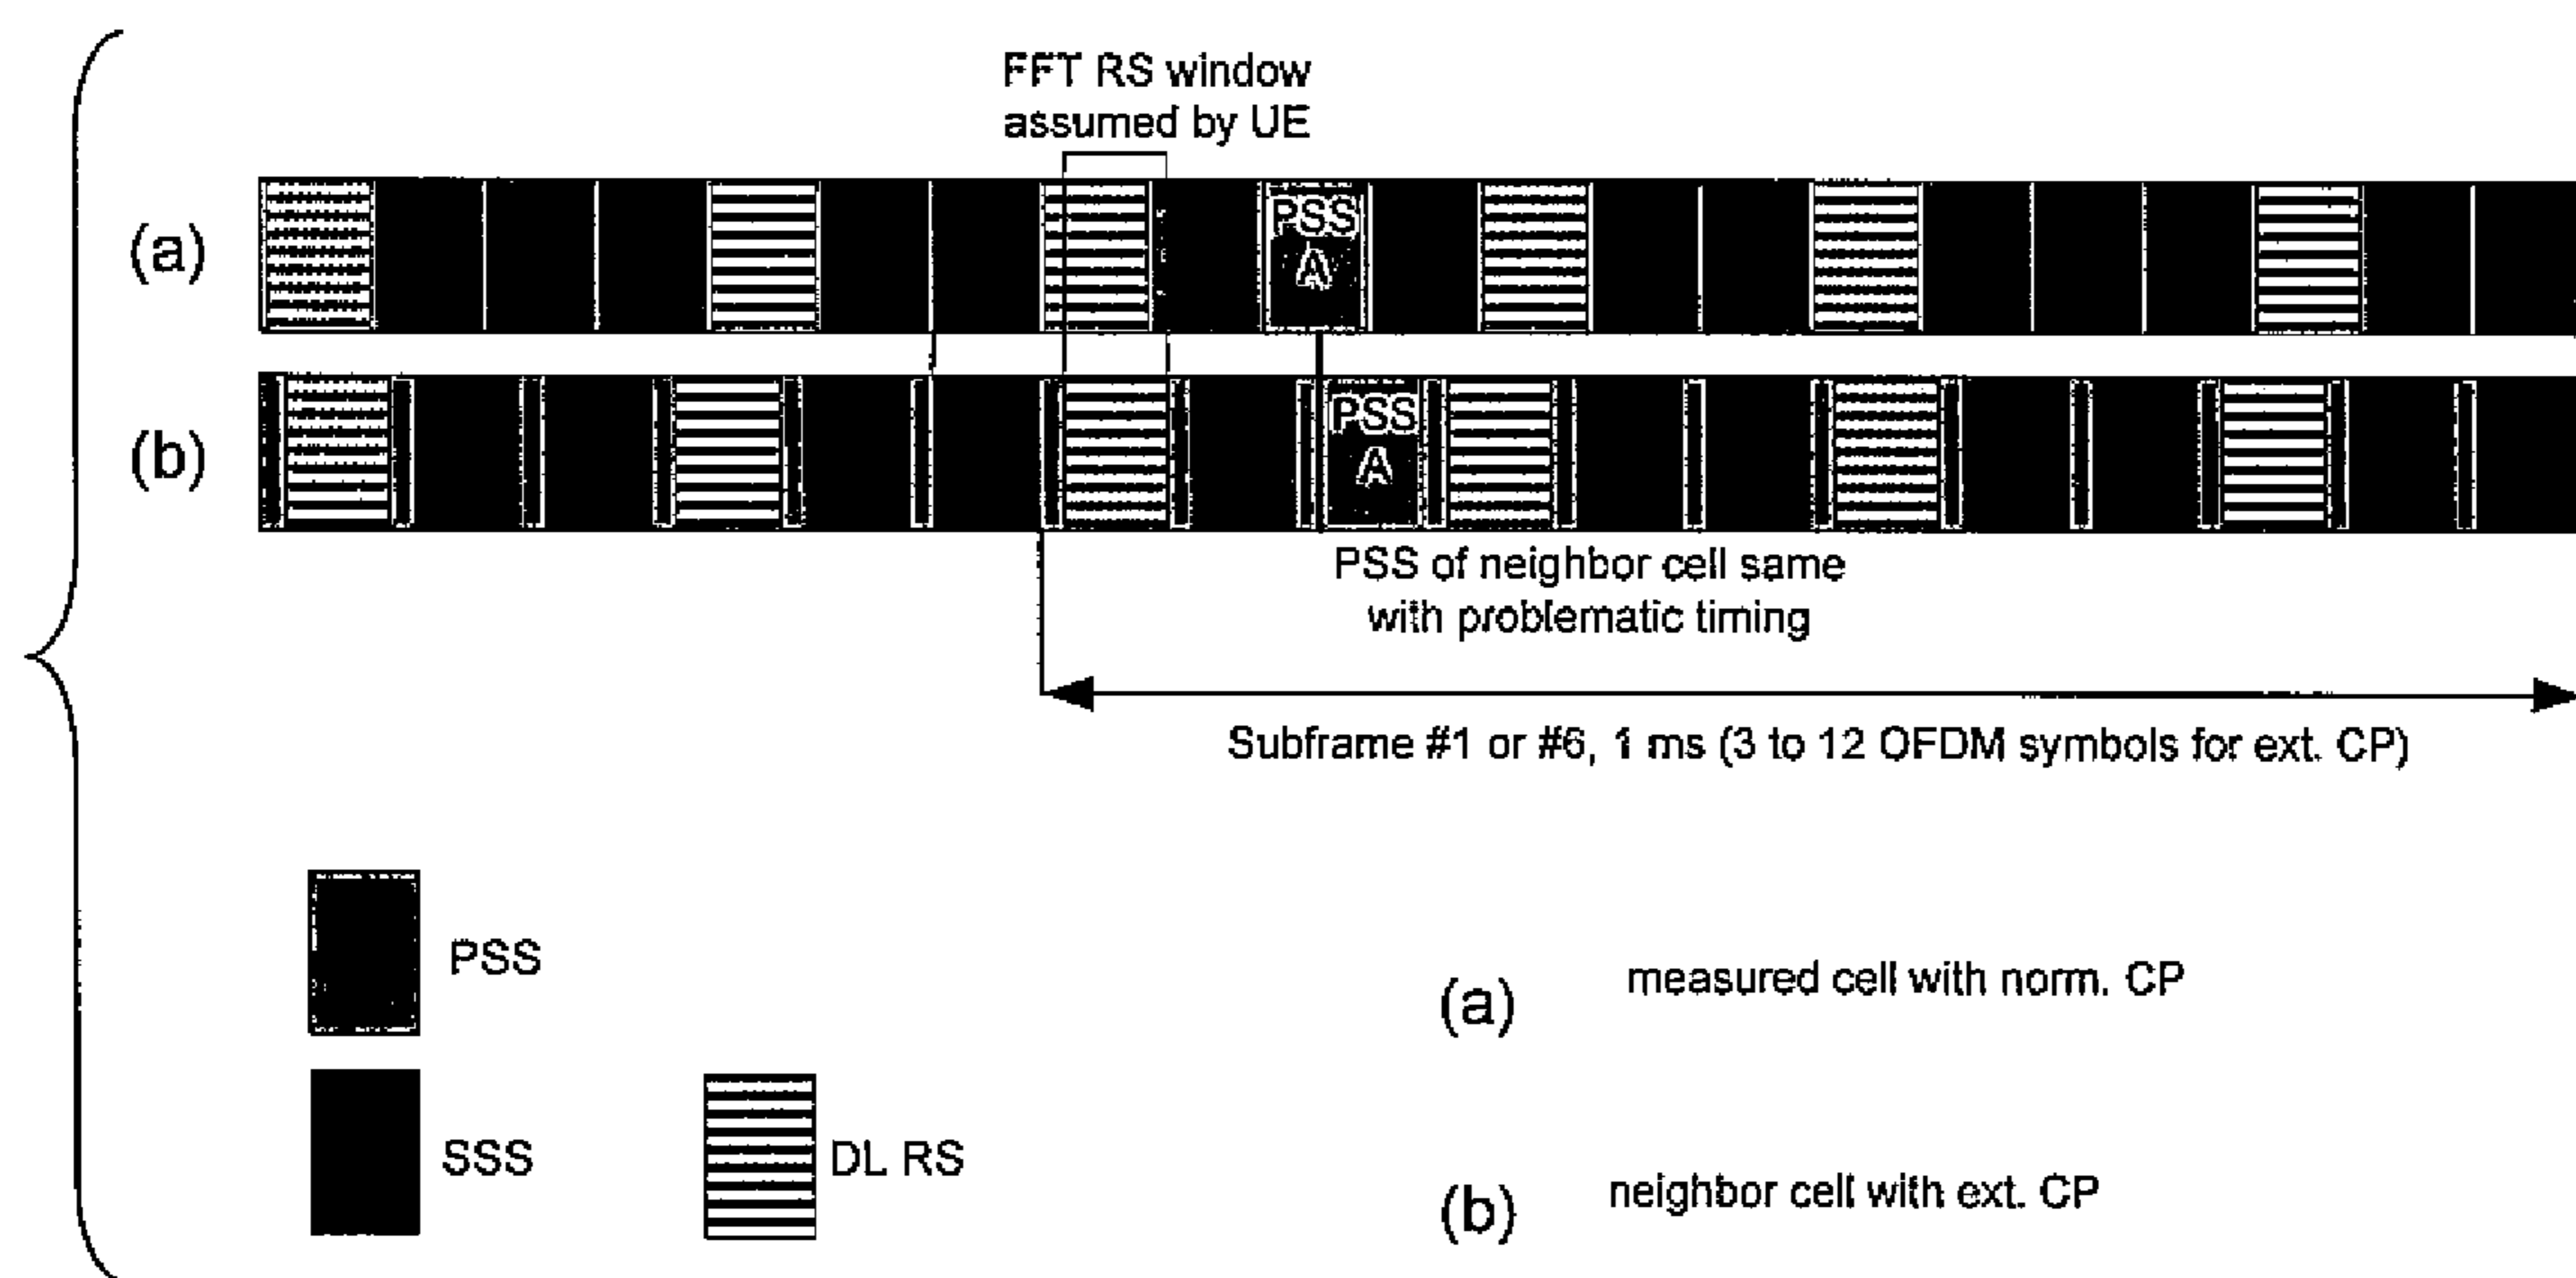 FFT RS window
assumed by UE
(a)
PSS
A
(b)
PSS
A
PSS of neighbor cell same
with problematic timing
Subframe #1 or #6, 1 ms (3 to 12 OFDM symbols for ext. CP)
PSS
(a) measured cell with norm. CP
SSS
DL RS
(b) neighbor cell with ext. CP